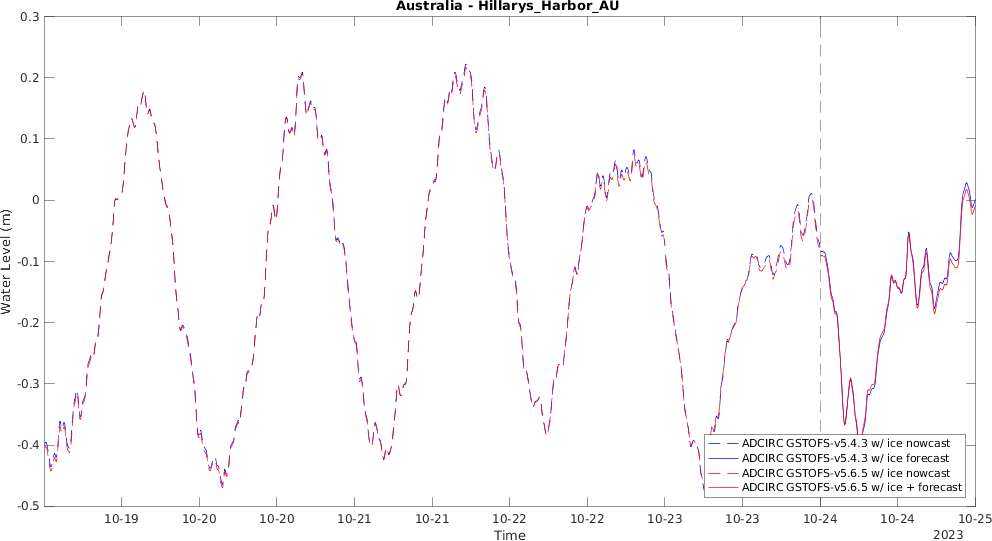 Australia - Hillarys_Harbor_AU
0.3
0.2
0.1
0
-0.1
-0.2
-0.3
-0.4
-0.5
Water Level (m)
ADCIRC GSTOFS-v5.4.3 w/ ice nowcast
ADCIRC GSTOFS-v5.4.3 w/ ice forecast
ADCIRC GSTOFS-v5.6.5 w/ ice nowcast
ADCIRC GSTOFS-v5.6.5 w/ ice + forecast
10-19 10-20 10-20 10-21 10-21 10-22 10-22 10-23 10-23 10-24 10-24 10-25
Time
2023